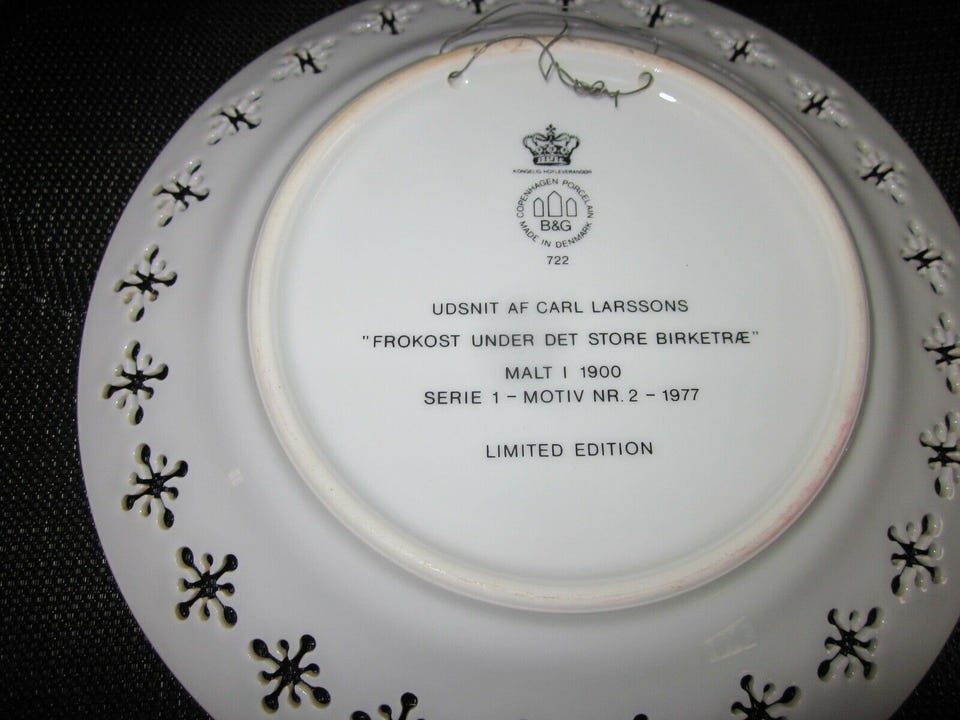 KONGELIG HOFLEVERANDØR
COPENHAGEN PORCELAIN
B&G
MADE IN DENMARK
722
UDSNIT AF CARL LARSSONS
"FROKOST UNDER DET STORE BIRKETRÆ"
MALT I 1900
SERIE 1 – MOTIV NR. 2 – 1977
LIMITED EDITION